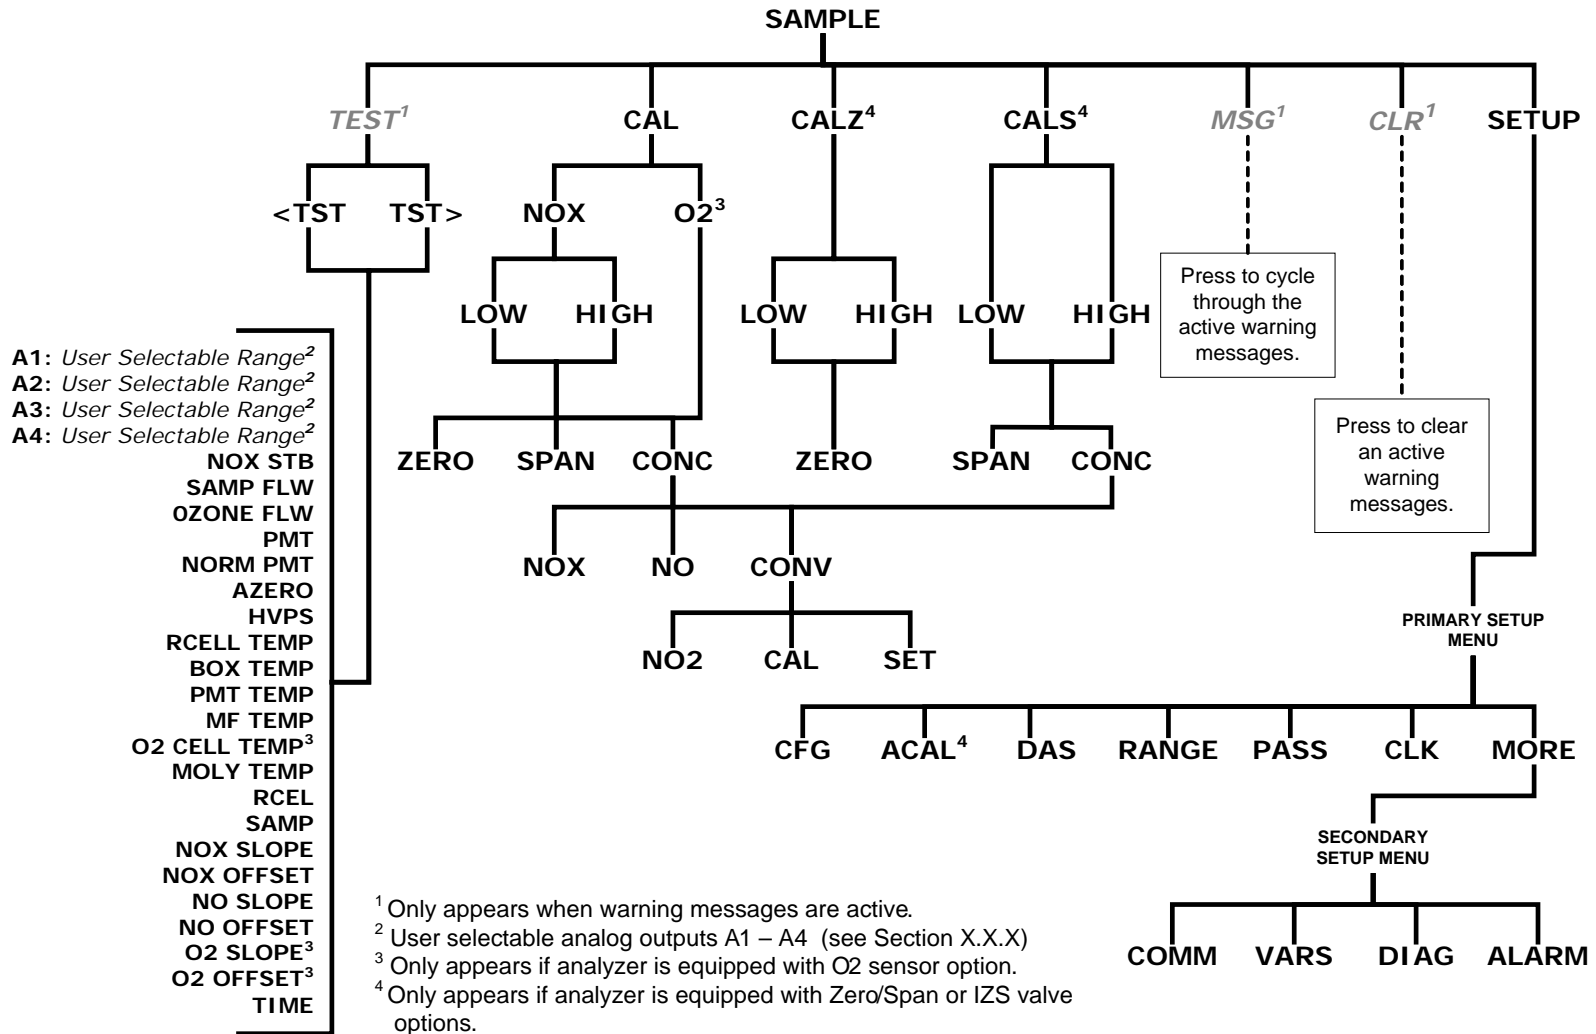 SAMPLE
TEST¹
CAL
CALZ⁴
CALS⁴
MSG¹
CLR¹
SETUP
<TST
TST>
NOX
O2³
LOW
HIGH
LOW
HIGH
LOW
HIGH
Press to cycle
through the
active warning
messages.
Press to clear
an active
warning
messages.
A1: User Selectable Range²
A2: User Selectable Range²
A3: User Selectable Range²
A4: User Selectable Range²
NOX STB
SAMP FLW
0ZONE FLW
PMT
NORM PMT
AZERO
HVPS
RCELL TEMP
BOX TEMP
PMT TEMP
MF TEMP
O2 CELL TEMP³
MOLY TEMP
RCEL
SAMP
NOX SLOPE
NOX OFFSET
NO SLOPE
NO OFFSET
O2 SLOPE³
O2 OFFSET³
TIME
ZERO
SPAN
CONC
ZERO
SPAN
CONC
NOX
NO
CONV
NO2
CAL
SET
PRIMARY SETUP
MENU
CFG
ACAL⁴
DAS
RANGE
PASS
CLK
MORE
SECONDARY
SETUP MENU
COMM
VARS
DIAG
ALARM
¹ Only appears when warning messages are active.
² User selectable analog outputs A1 – A4 (see Section X.X.X)
³ Only appears if analyzer is equipped with O2 sensor option.
⁴ Only appears if analyzer is equipped with Zero/Span or IZS valve
options.